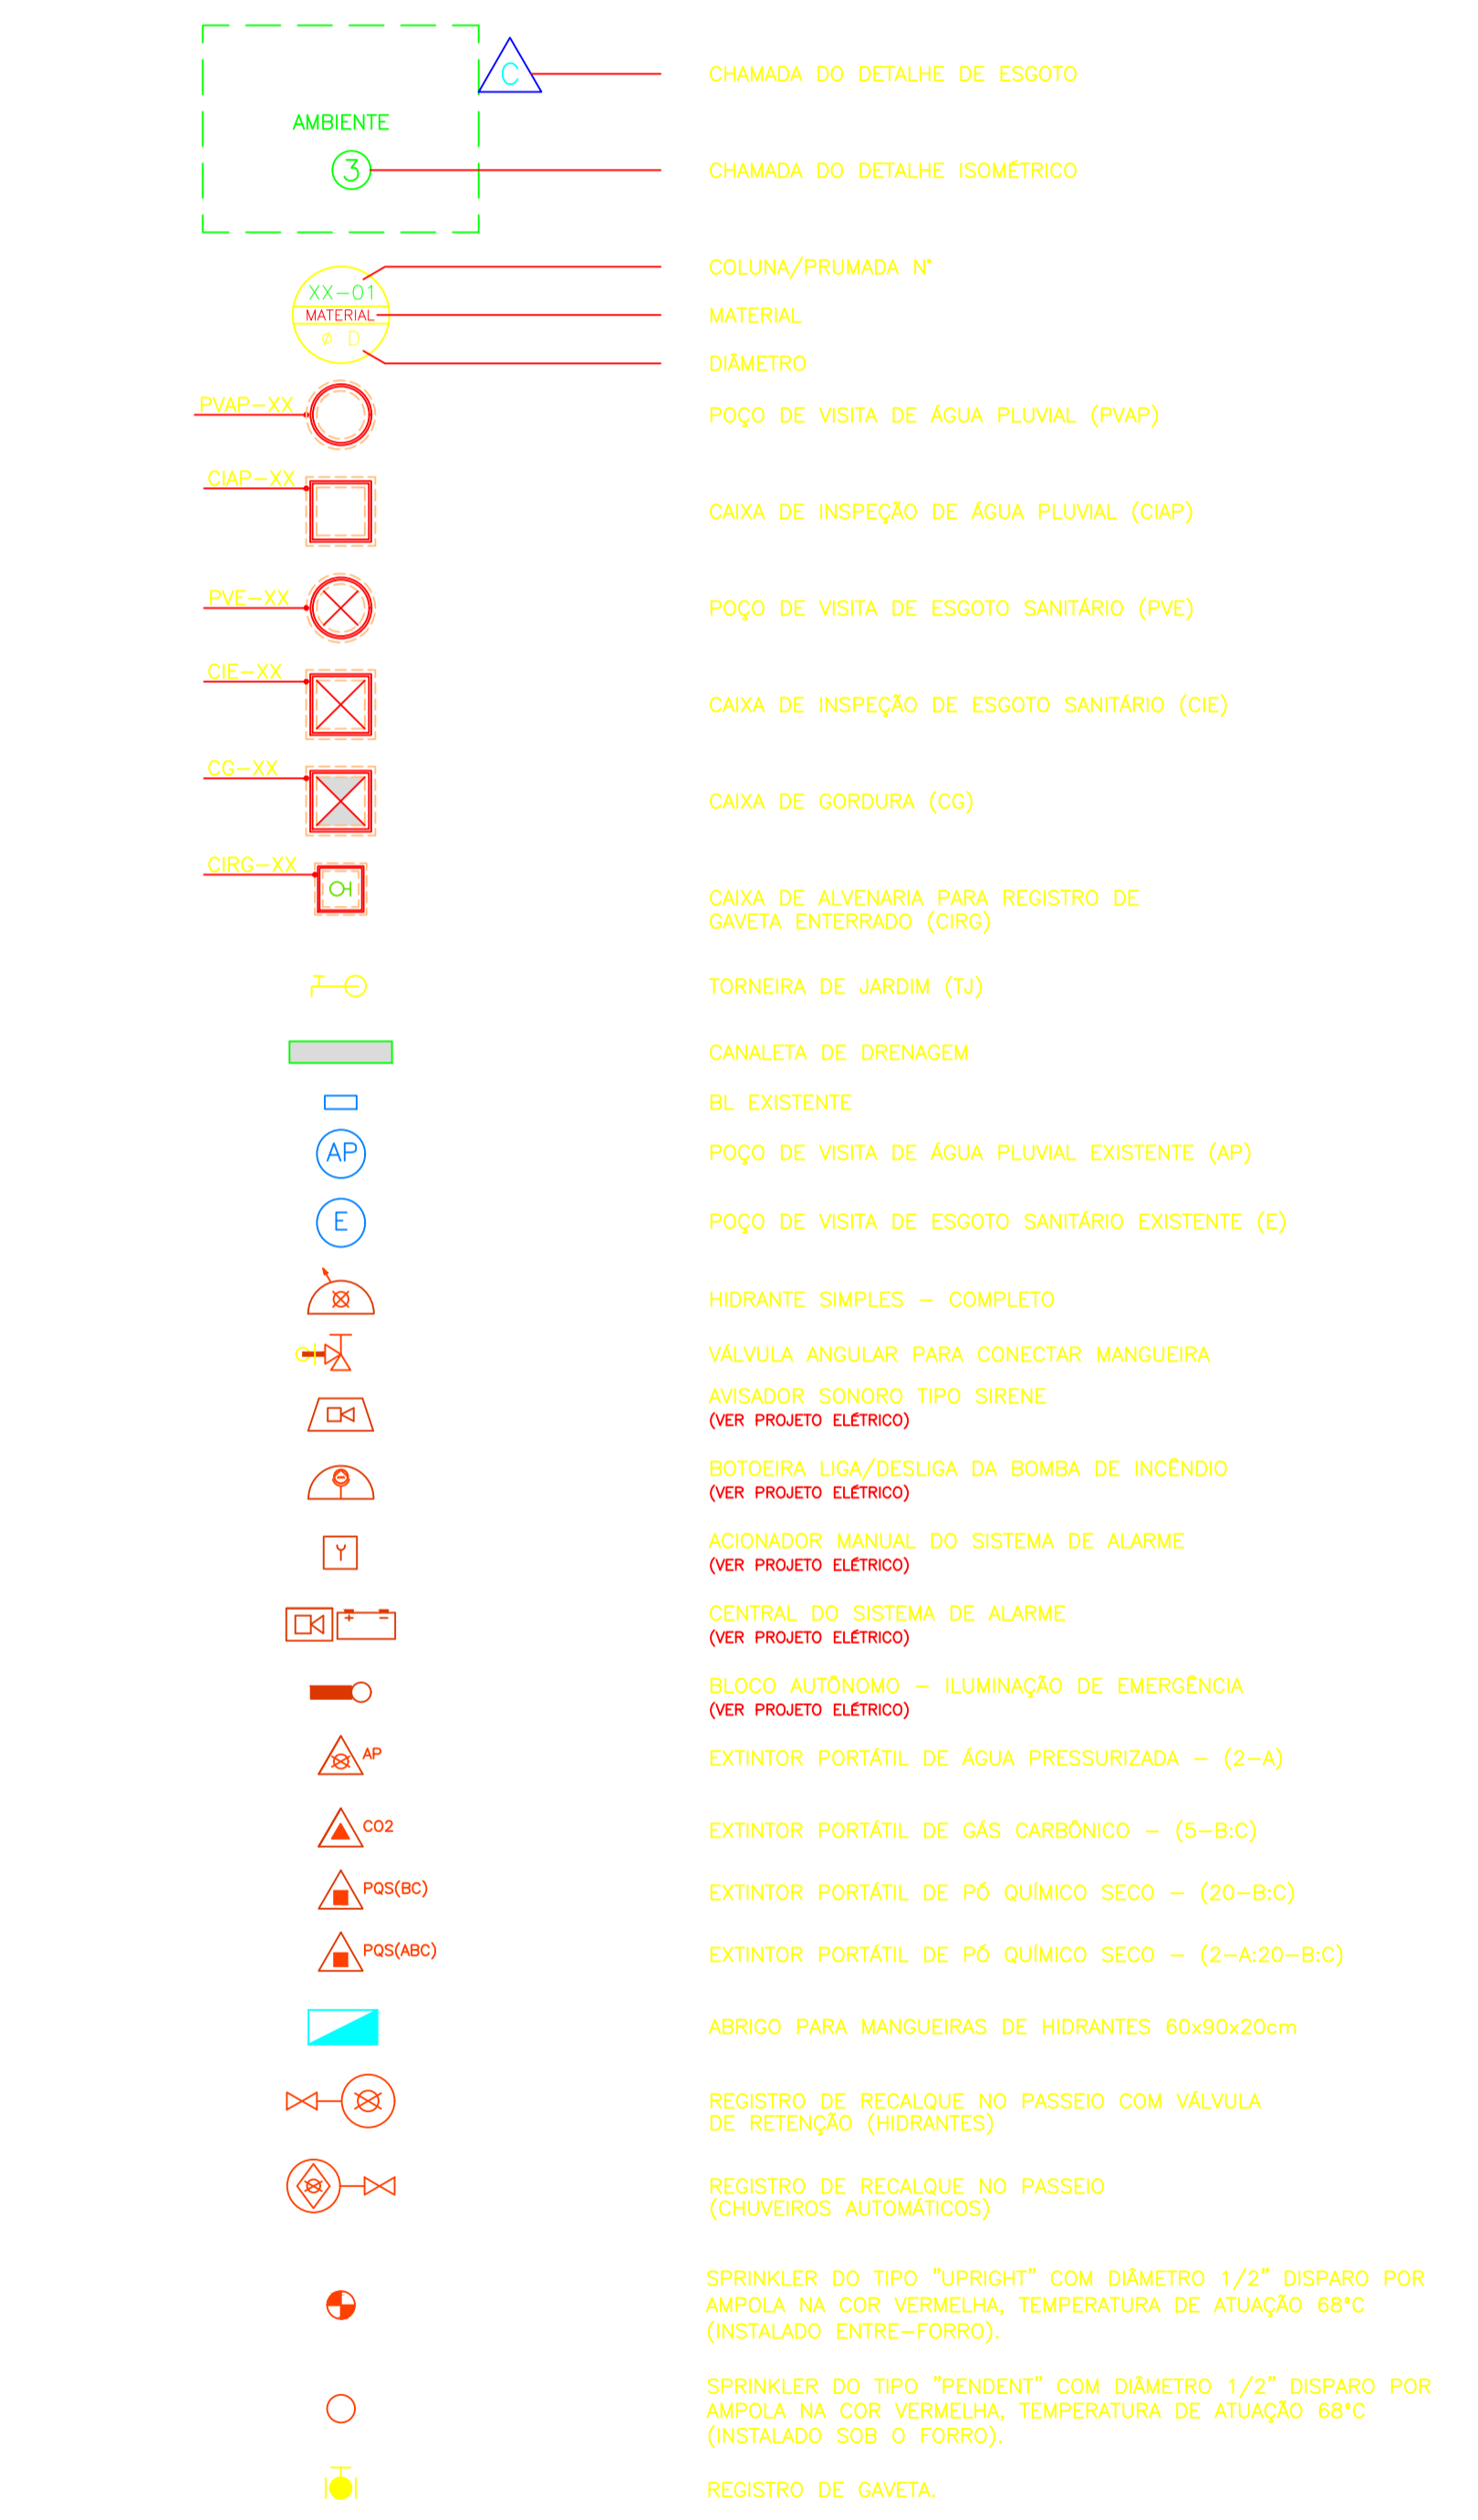 C
CHAMADA DO DETALHE DE ESGOTO
AMBIENTE
3
CHAMADA DO DETALHE ISOMÉTRICO
COLUNA/PRUMADA N°
XX-01
MATERIAL
MATERIAL
ø D
DIÂMETRO
PVAP-XX
POÇO DE VISITA DE ÁGUA PLUVIAL (PVAP)
CIAP-XX
CAIXA DE INSPEÇÃO DE ÁGUA PLUVIAL (CIAP)
PVE-XX
POÇO DE VISITA DE ESGOTO SANITÁRIO (PVE)
CIE-XX
CAIXA DE INSPEÇÃO DE ESGOTO SANITÁRIO (CIE)
CG-XX
CAIXA DE GORDURA (CG)
CIRG-XX
CAIXA DE ALVENARIA PARA REGISTRO DE
GAVETA ENTERRADO (CIRG)
TORNEIRA DE JARDIM (TJ)
CANALETA DE DRENAGEM
BL EXISTENTE
AP
POÇO DE VISITA DE ÁGUA PLUVIAL EXISTENTE (AP)
E
POÇO DE VISITA DE ESGOTO SANITÁRIO EXISTENTE (E)
HIDRANTE SIMPLES - COMPLETO
VÁLVULA ANGULAR PARA CONECTAR MANGUEIRA
AVISADOR SONORO TIPO SIRENE
(VER PROJETO ELÉTRICO)
BOTOEIRA LIGA/DESLIGA DA BOMBA DE INCÊNDIO
(VER PROJETO ELÉTRICO)
ACIONADOR MANUAL DO SISTEMA DE ALARME
(VER PROJETO ELÉTRICO)
CENTRAL DO SISTEMA DE ALARME
(VER PROJETO ELÉTRICO)
BLOCO AUTÔNOMO - ILUMINAÇÃO DE EMERGÊNCIA
(VER PROJETO ELÉTRICO)
AP
EXTINTOR PORTÁTIL DE ÁGUA PRESSURIZADA - (2-A)
CO2
EXTINTOR PORTÁTIL DE GÁS CARBÔNICO - (5-B:C)
PQS(BC)
EXTINTOR PORTÁTIL DE PÓ QUÍMICO SECO - (20-B:C)
PQS(ABC)
EXTINTOR PORTÁTIL DE PÓ QUÍMICO SECO - (2-A:20-B:C)
ABRIGO PARA MANGUEIRAS DE HIDRANTES 60x90x20cm
REGISTRO DE RECALQUE NO PASSEIO COM VÁLVULA
DE RETENÇÃO (HIDRANTES)
REGISTRO DE RECALQUE NO PASSEIO
(CHUVEIROS AUTOMÁTICOS)
SPRINKLER DO TIPO "UPRIGHT" COM DIÂMETRO 1/2" DISPARO POR
AMPOLA NA COR VERMELHA, TEMPERATURA DE ATUAÇÃO 68°C
(INSTALADO ENTRE-FORRO).
SPRINKLER DO TIPO "PENDENT" COM DIÂMETRO 1/2" DISPARO POR
AMPOLA NA COR VERMELHA, TEMPERATURA DE ATUAÇÃO 68°C
(INSTALADO SOB O FORRO).
REGISTRO DE GAVETA.